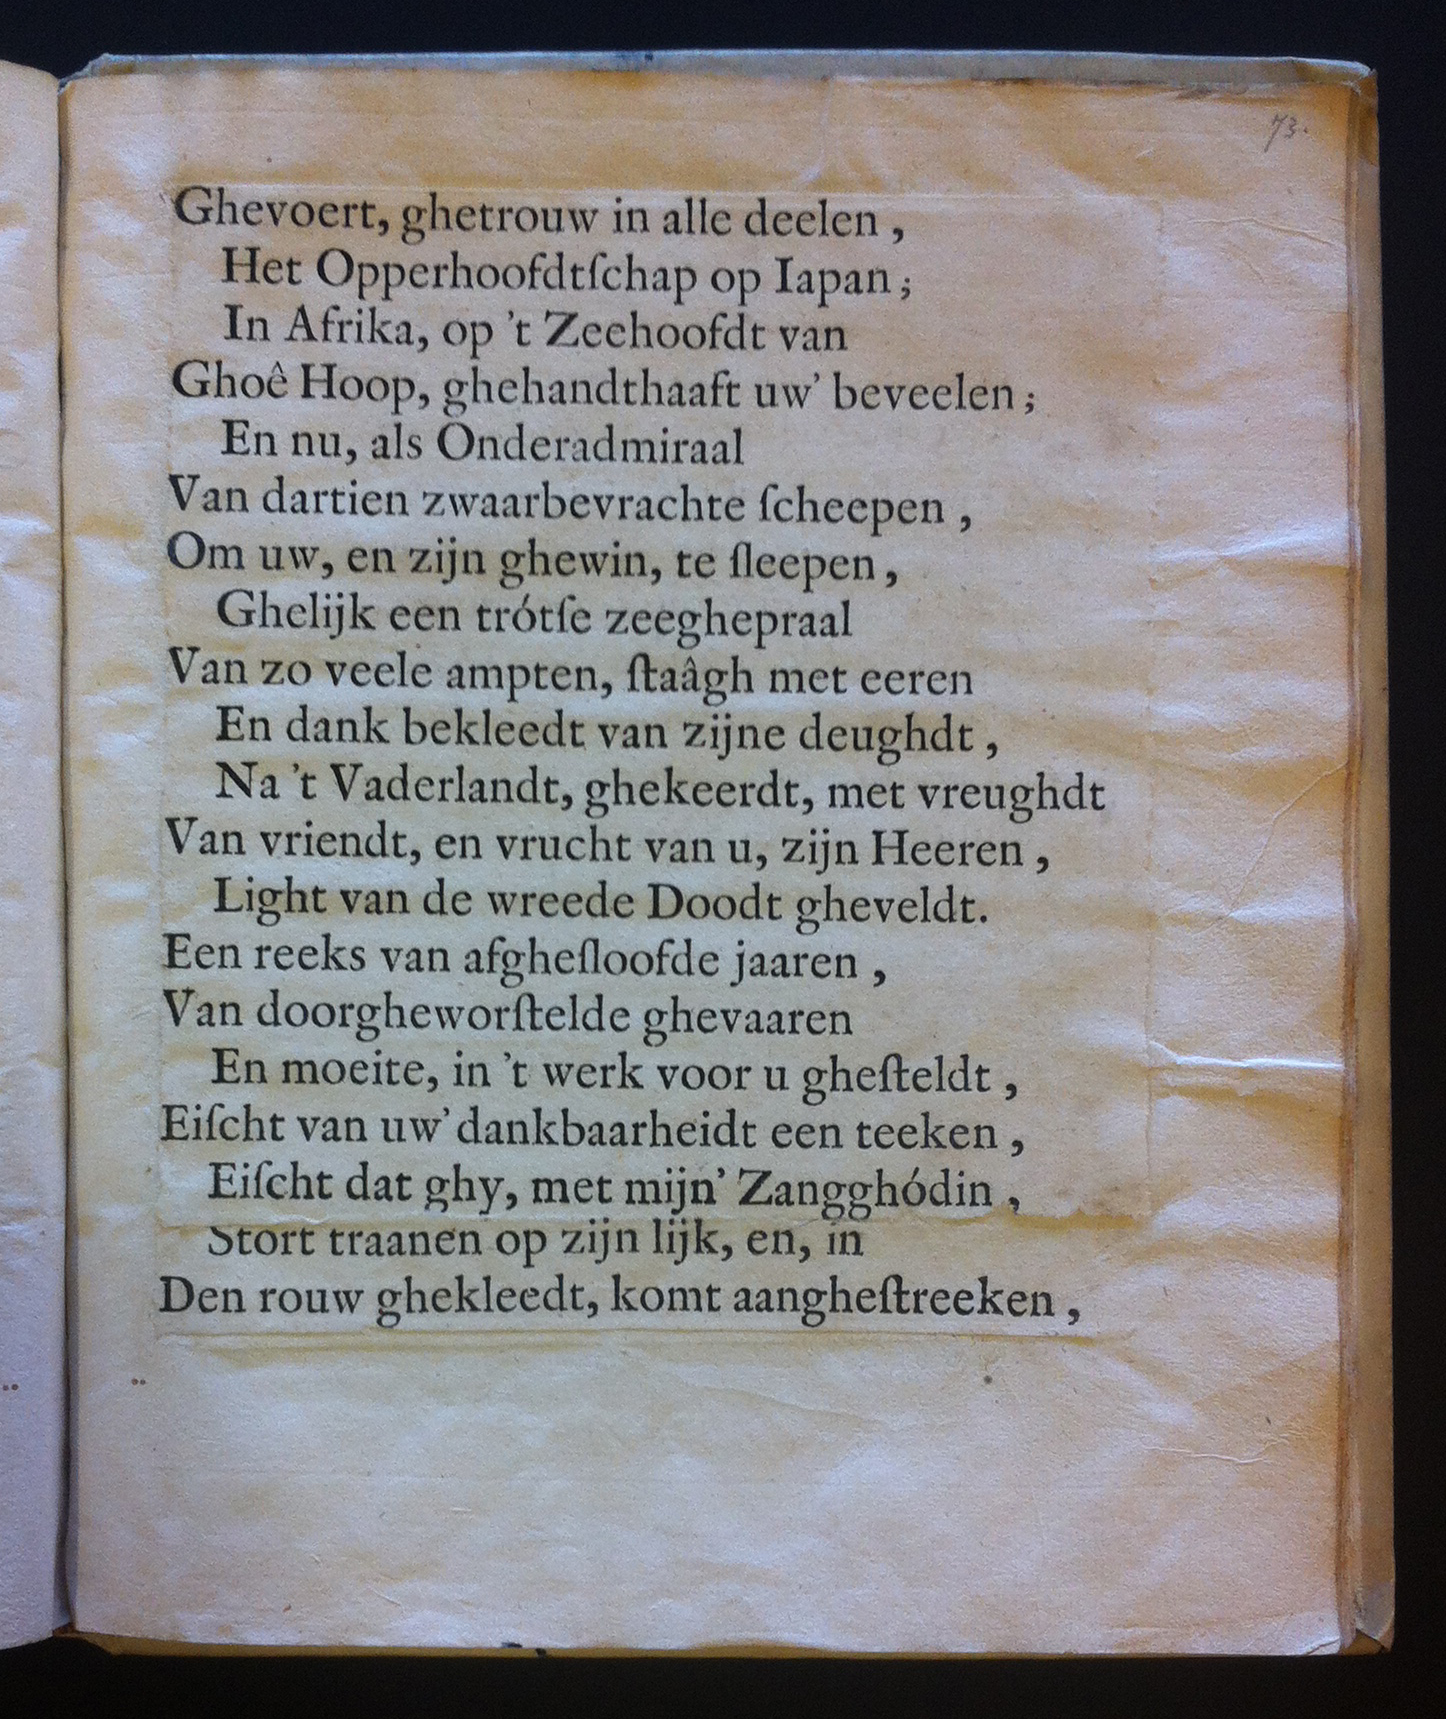 73.
Ghevoert, ghetrouw in alle deelen ,
Het Opperhoofdtſchap op Iapan ;
In Afrika, op 't Zeehoofdt van
Ghoê Hoop, ghehandthaaft uw' beveelen ;
En nu, als Onderadmiraal
Van dartien zwaarbevrachte ſcheepen ,
Om uw, en zijn ghewin, te ſleepen ,
Ghelijk een trótſe zeeghepraal
Van zo veele ampten, ſtaâgh met eeren
En dank bekleedt van zijne deughdt ,
Na 't Vaderlandt, ghekeerdt, met vreughdt
Van vriendt, en vrucht van u, zijn Heeren ,
Light van de wreede Doodt gheveldt.
Een reeks van afgheſloofde jaaren ,
Van doorgheworſtelde ghevaaren
En moeite, in 't werk voor u gheſteldt ,
Eiſcht van uw' dankbaarheidt een teeken ,
Eiſcht dat ghy, met mijn' Zangghódin ,
Stort traanen op zijn lijk, en, in
Den rouw ghekleedt, komt aangheſtreeken ,